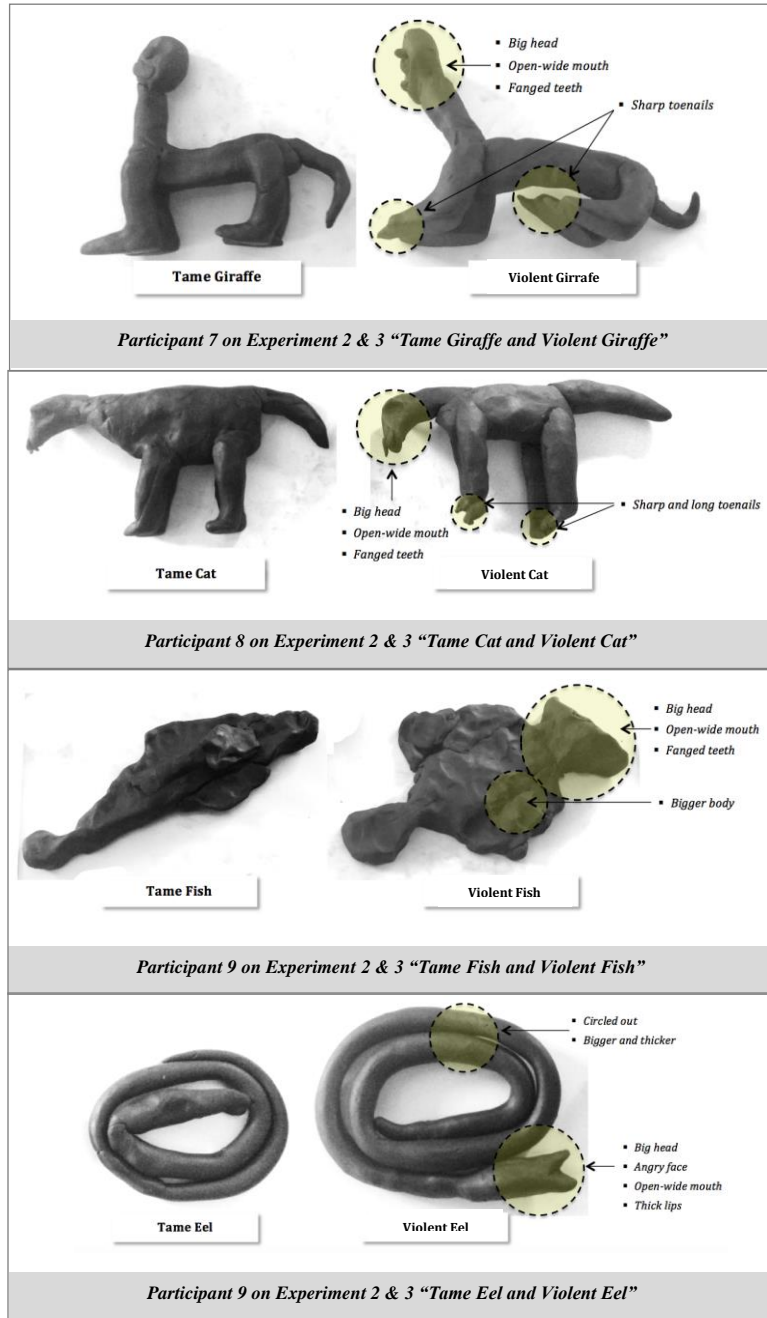 ▪ Big head
▪ Open-wide mouth
▪ Fanged teeth
▪ Sharp toenails
Tame Giraffe
Violent Girrafe
Participant 7 on Experiment 2 & 3 “Tame Giraffe and Violent Giraffe”
▪ Big head
▪ Open-wide mouth
▪ Fanged teeth
▪ Sharp and long toenails
Tame Cat
Violent Cat
Participant 8 on Experiment 2 & 3 “Tame Cat and Violent Cat”
▪ Big head
▪ Open-wide mouth
▪ Fanged teeth
▪ Bigger body
Tame Fish
Violent Fish
Participant 9 on Experiment 2 & 3 “Tame Fish and Violent Fish”
▪ Circled out
▪ Bigger and thicker
▪ Big head
▪ Angry face
▪ Open-wide mouth
▪ Thick lips
Tame Eel
Violent Eel
Participant 9 on Experiment 2 & 3 “Tame Eel and Violent Eel”